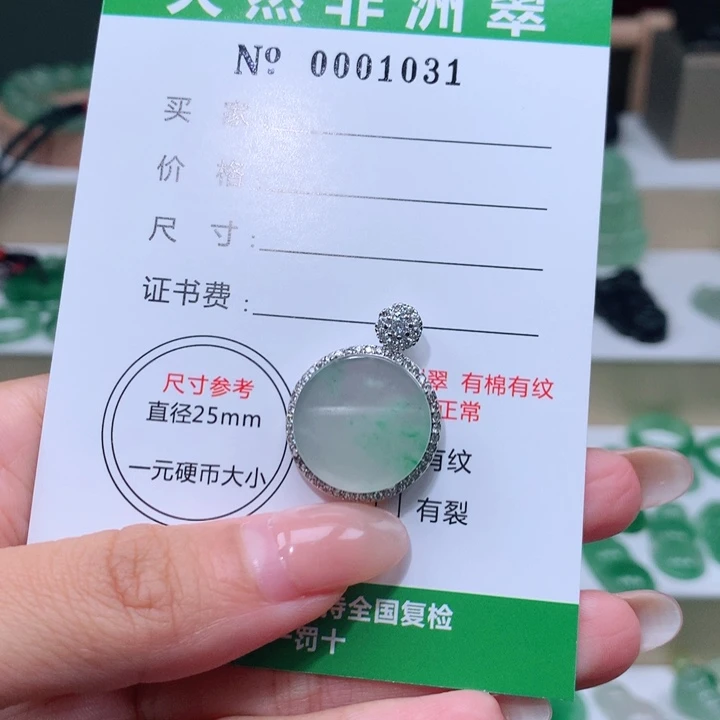 天然非洲翠
Nº 0001031
买 家:
价 格:
尺 寸:
证书费:
尺寸参考
直径25mm
一元硬币大小
翠 有棉有纹
正常
有纹
有裂
持全国复检
罚十